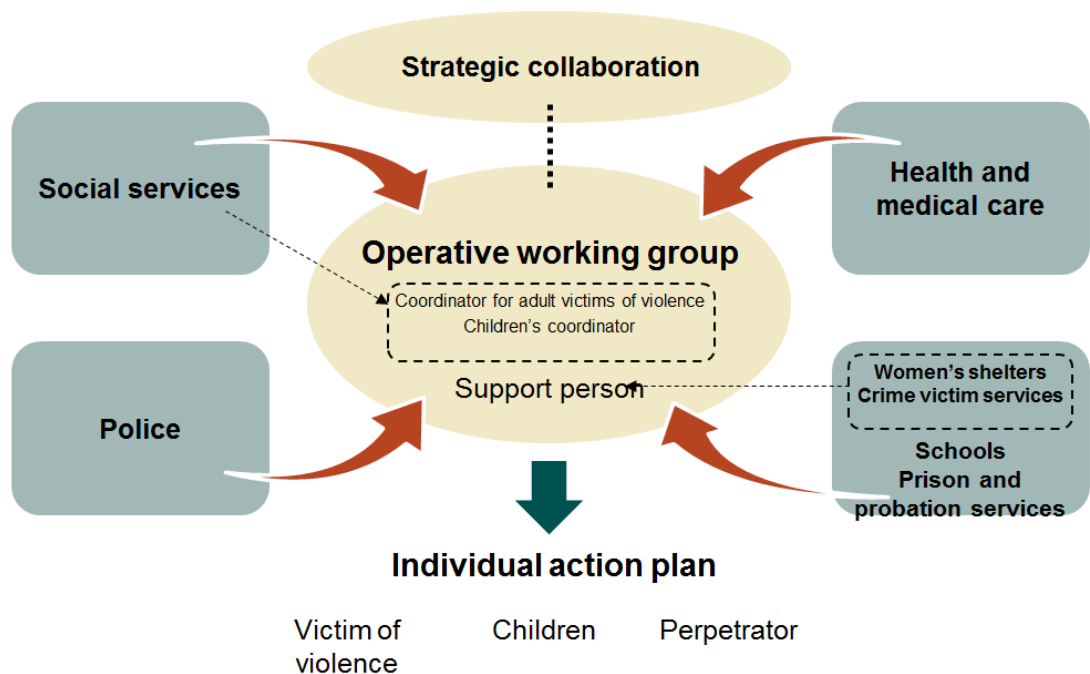 Strategic collaboration
Social services
Health and
medical care
Operative working group
Coordinator for adult victims of violence
Children’s coordinator
Support person
Police
Women’s shelters
Crime victim services
Schools
Prison and
probation services
Individual action plan
Victim of
violence
Children
Perpetrator